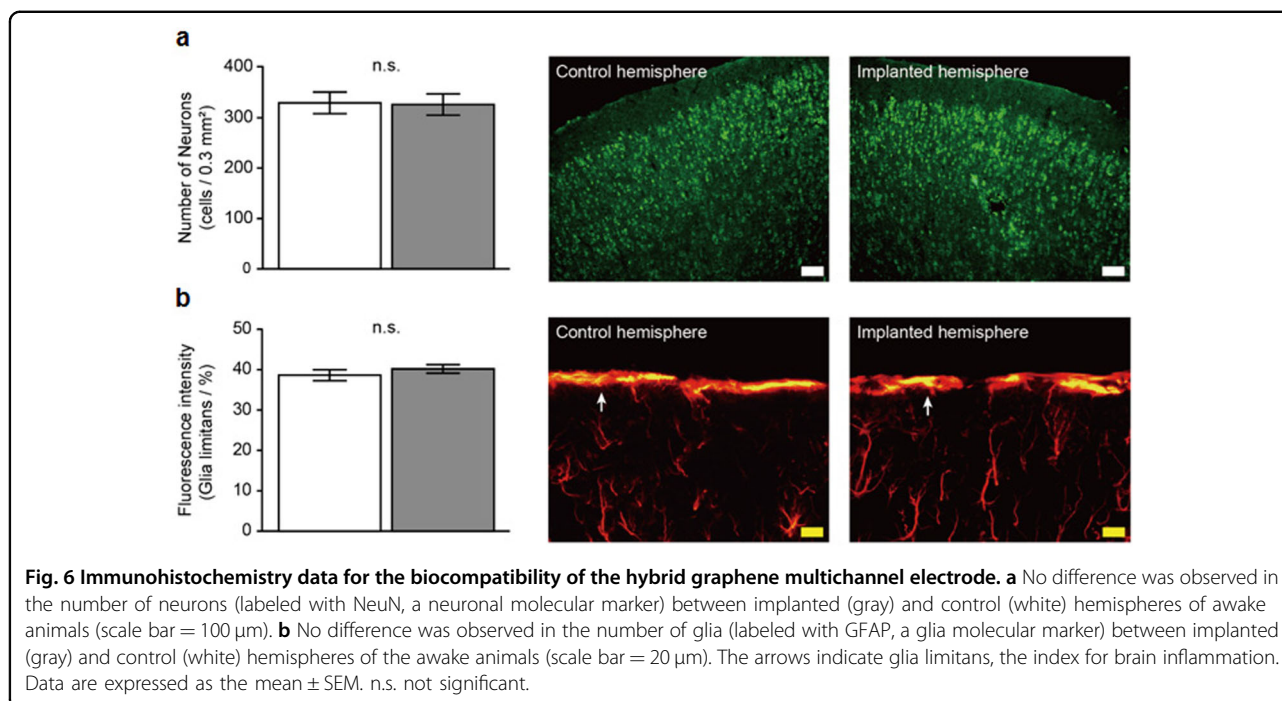 a
n.s.
400
300
200
100
0
Number of Neurons
(cells / 0.3 mm²)
Control hemisphere
Implanted hemisphere
b
n.s.
50
40
30
20
10
0
Fluorescence intensity
(Glia limitans / %)
Control hemisphere
Implanted hemisphere
Fig. 6 Immunohistochemistry data for the biocompatibility of the hybrid graphene multichannel electrode. a No difference was observed in
the number of neurons (labeled with NeuN, a neuronal molecular marker) between implanted (gray) and control (white) hemispheres of awake
animals (scale bar = 100 μm). b No difference was observed in the number of glia (labeled with GFAP, a glia molecular marker) between implanted
(gray) and control (white) hemispheres of the awake animals (scale bar = 20 μm). The arrows indicate glia limitans, the index for brain inflammation.
Data are expressed as the mean ± SEM. n.s. not significant.